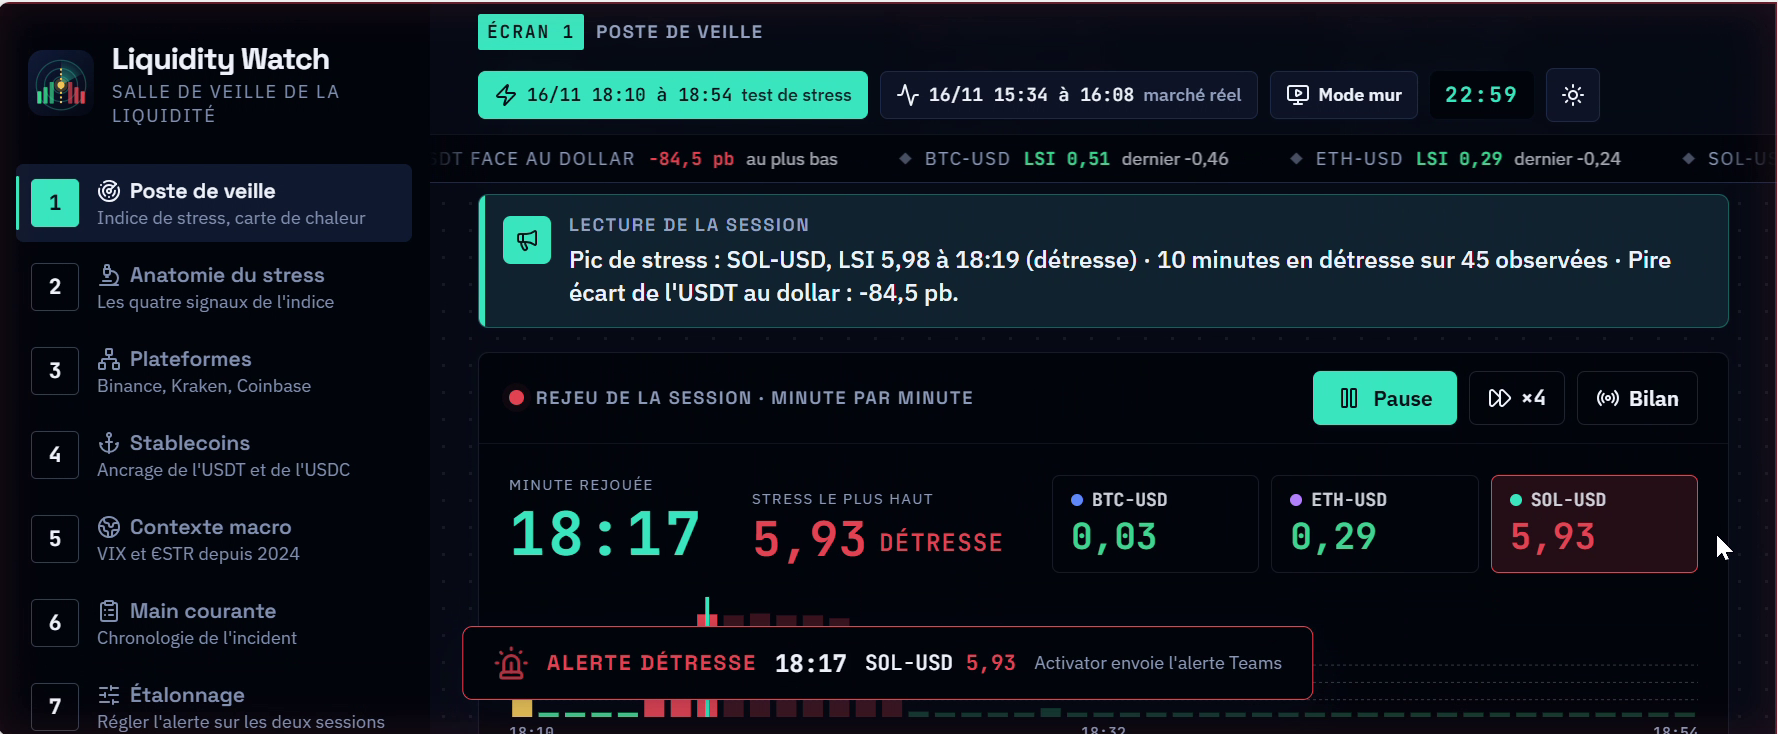 Liquidity Watch
SALLE DE VEILLE DE LA
LIQUIDITÉ
1
Poste de veille
Indice de stress, carte de chaleur
2
Anatomie du stress
Les quatre signaux de l'indice
3
Plateformes
Binance, Kraken, Coinbase
4
Stablecoins
Ancrage de l'USDT et de l'USDC
5
Contexte macro
VIX et €STR depuis 2024
6
Main courante
Chronologie de l'incident
7
Étalonnage
Régler l'alerte sur les deux sessions
ÉCRAN 1 POSTE DE VEILLE
16/11 18:10 à 18:54 test de stress
16/11 15:34 à 16:08 marché réel
Mode mur
22:59
FACE AU DOLLAR -84,5 pb au plus bas ◆ BTC-USD LSI 0,51 dernier -0,46 ◆ ETH-USD LSI 0,29 dernier -0,24 ◆
LECTURE DE LA SESSION
Pic de stress : SOL-USD, LSI 5,98 à 18:19 (détresse) · 10 minutes en détresse sur 45 observées · Pire
écart de l'USDT au dollar : -84,5 pb.
REJEU DE LA SESSION · MINUTE PAR MINUTE
Pause
×4
Bilan
MINUTE REJOUÉE
18:17
STRESS LE PLUS HAUT
5,93 DÉTRESSE
BTC-USD
0,03
ETH-USD
0,29
SOL-USD
5,93
ALERTE DÉTRESSE 18:17 SOL-USD 5,93 Activator envoie l'alerte Teams
18:10 18:32 18:54